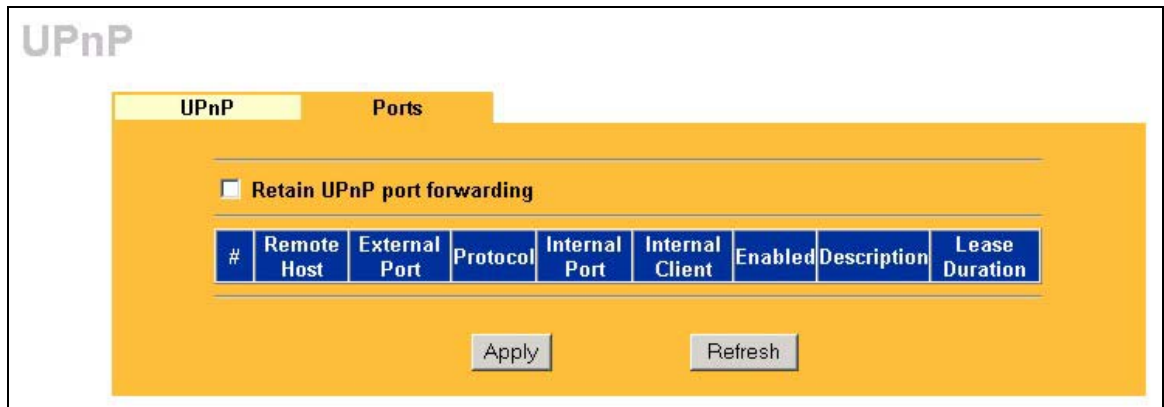 UPnP
UPnP Ports
Retain UPnP port forwarding
# Remote Host External Port Protocol Internal Port Internal Client Enabled Description Lease Duration
Apply Refresh